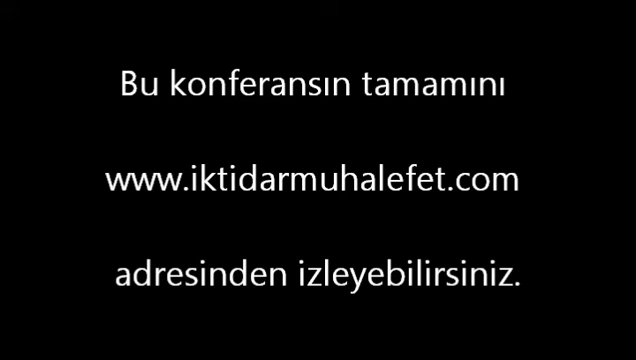 Bu konferansın tamamını
www.iktidarmuhalefet.com
adresinden izleyebilirsiniz.